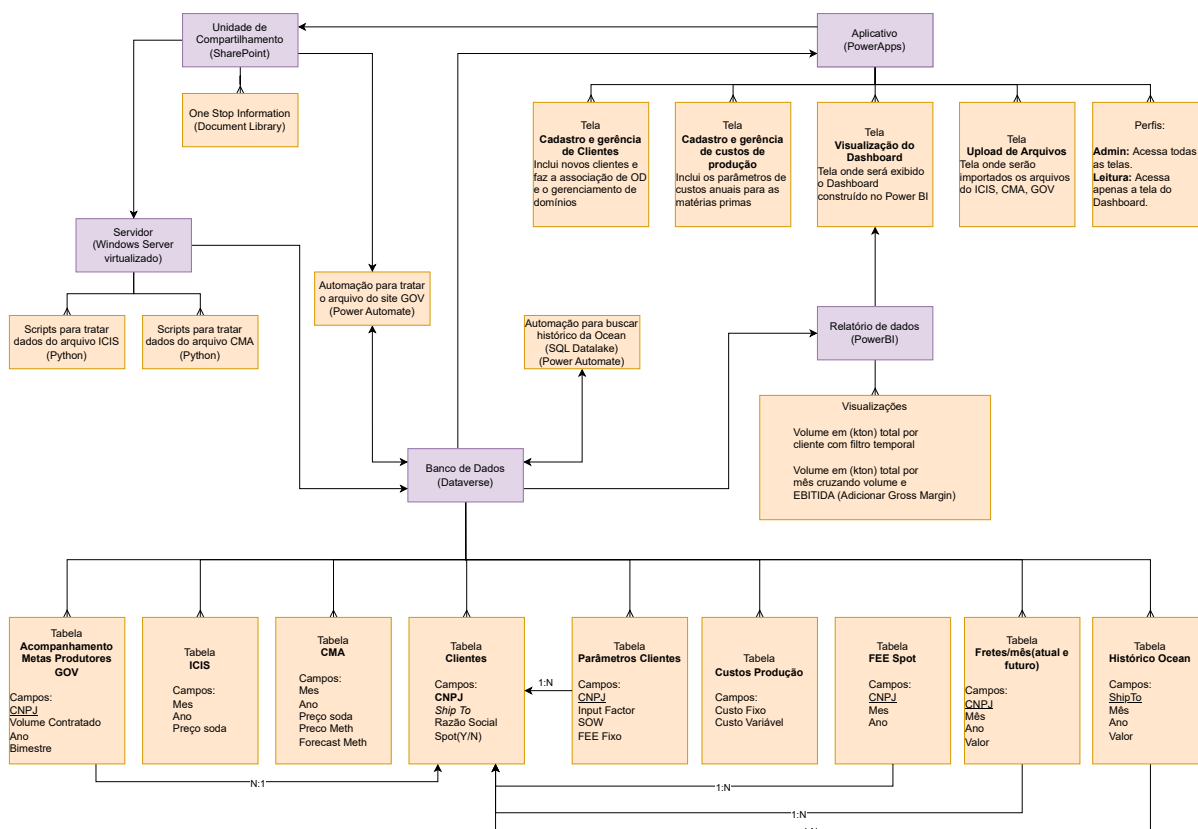 Unidade de
Compartilhamento
(SharePoint)
Aplicativo
(PowerApps)
One Stop Information
(Document Library)
Tela
Cadastro e gerência
de Clientes
Inclui novos clientes e
faz a associação de OD
e o gerenciamento de
domínios
Tela
Cadastro e gerência
de custos de
produção
Inclui os parâmetros de
custos anuais para as
matérias primas
Tela
Visualização do
Dashboard
Tela onde será exibido
o Dashboard
construído no Power BI
Tela
Upload de Arquivos
Tela onde serão
importados os arquivos
do ICIS, CMA, GOV
Perfis:
Admin: Acessa todas
as telas.
Leitura: Acessa
apenas a tela do
Dashboard.
Servidor
(Windows Server
virtualizado)
Automação para tratar
o arquivo do site GOV
(Power Automate)
Scripts para tratar
dados do arquivo ICIS
(Python)
Scripts para tratar
dados do arquivo CMA
(Python)
Automação para buscar
histórico da Ocean
(SQL Datalake)
(Power Automate)
Relatório de dados
(PowerBI)
Visualizações
Volume em (kton) total por
cliente com filtro temporal
Volume em (kton) total por
mês cruzando volume e
EBITIDA (Adicionar Gross Margin)
Banco de Dados
(Dataverse)
Tabela
Acompanhamento
Metas Produtores
GOV
Campos:
CNPJ
Volume Contratado
Ano
Bimestre
Tabela
ICIS
Campos:
Mes
Ano
Preço soda
Tabela
CMA
Campos:
Mes
Ano
Preço soda
Preco Meth
Forecast Meth
Tabela
Clientes
Campos:
CNPJ
Ship To
Razão Social
Spot(Y/N)
1:N
Tabela
Parâmetros Clientes
Campos:
CNPJ
Input Factor
SOW
FEE Fixo
Tabela
Custos Produção
Campos:
Custo Fixo
Custo Variável
Tabela
FEE Spot
Campos:
CNPJ
Mes
Ano
Tabela
Fretes/mês(atual e
futuro)
Campos:
CNPJ
Mês
Ano
Valor
Tabela
Histórico Ocean
Campos:
ShipTo
Mês
Ano
Valor
N:1
1:N
1:N